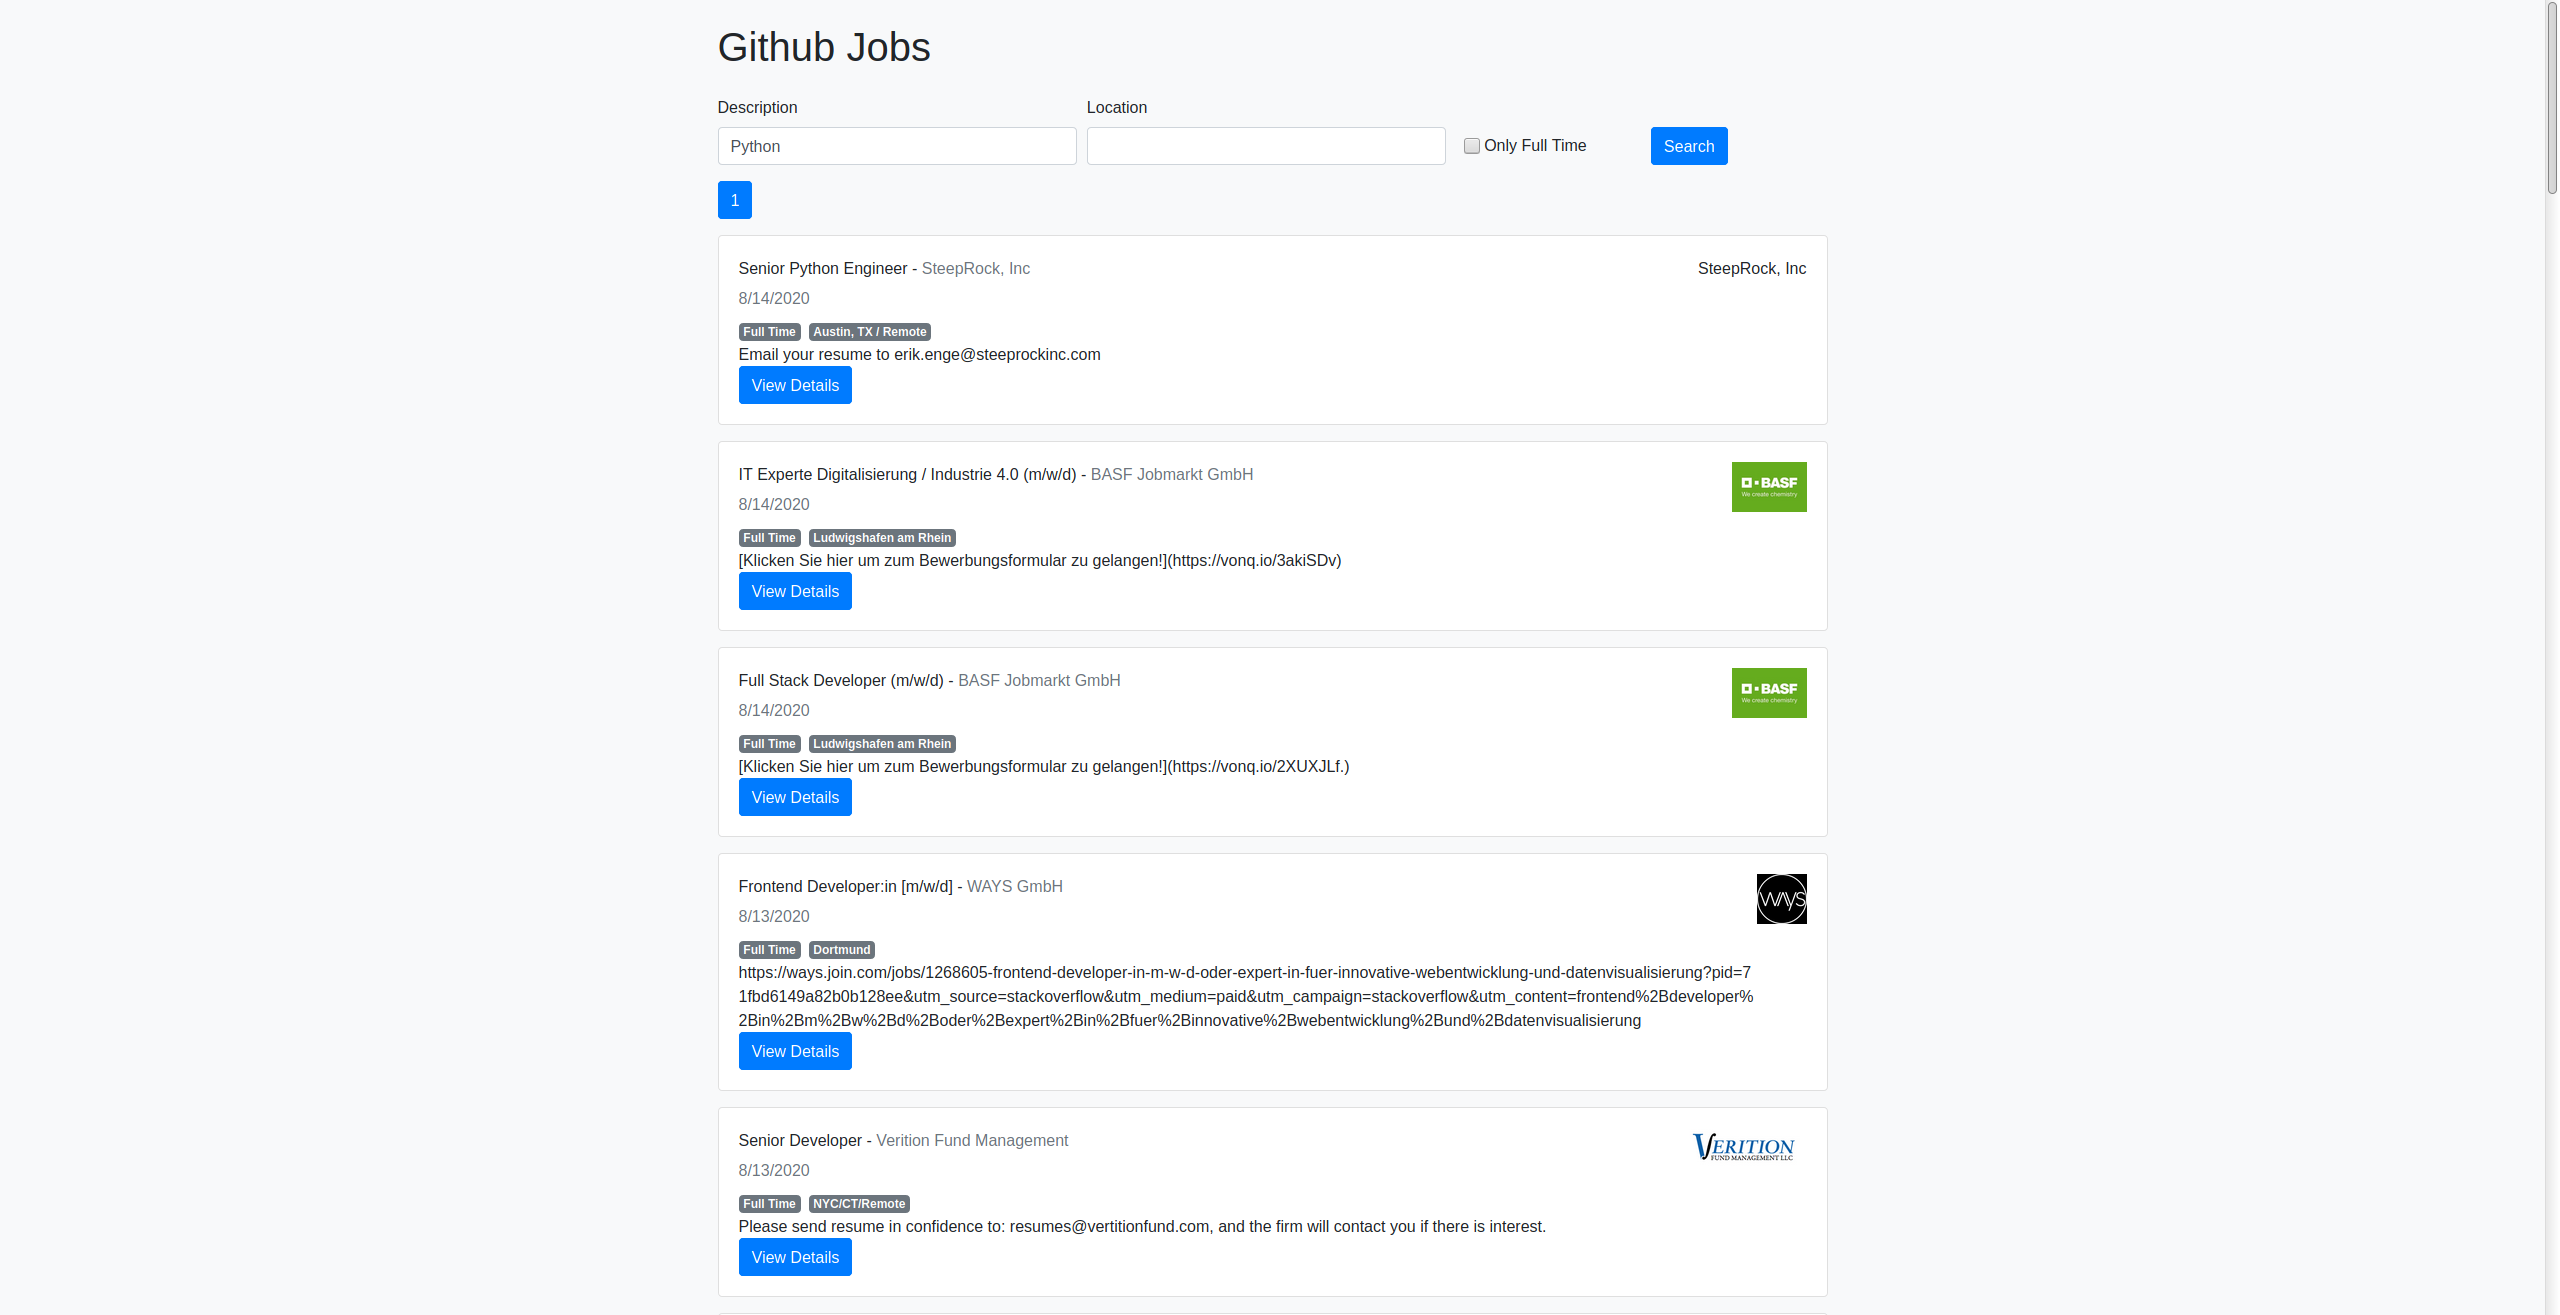 Github Jobs
Description
Location
Python
Only Full Time
Search
1
Senior Python Engineer - SteepRock, Inc
SteepRock, Inc
8/14/2020
Full Time
Austin, TX / Remote
Email your resume to erik.enge@steeprockinc.com
View Details
IT Experte Digitalisierung / Industrie 4.0 (m/w/d) - BASF Jobmarkt GmbH
BASF
We create chemistry
8/14/2020
Full Time
Ludwigshafen am Rhein
[Klicken Sie hier um zum Bewerbungsformular zu gelangen!](https://vonq.io/3akiSDv)
View Details
Full Stack Developer (m/w/d) - BASF Jobmarkt GmbH
BASF
We create chemistry
8/14/2020
Full Time
Ludwigshafen am Rhein
[Klicken Sie hier um zum Bewerbungsformular zu gelangen!](https://vonq.io/2XUXJLf.)
View Details
Frontend Developer:in [m/w/d] - WAYS GmbH
WAYS
8/13/2020
Full Time
Dortmund
https://ways.join.com/jobs/1268605-frontend-developer-in-m-w-d-oder-expert-in-fuer-innovative-webentwicklung-und-datenvisualisierung?pid=7
1fbd6149a82b0b128ee&utm_source=stackoverflow&utm_medium=paid&utm_campaign=stackoverflow&utm_content=frontend%2Bdeveloper%
2Bin%2Bm%2Bw%2Bd%2Boder%2Bexpert%2Bin%2Bfuer%2Binnovative%2Bwebentwicklung%2Bund%2Bdatenvisualisierung
View Details
Senior Developer - Verition Fund Management
VERITION
FUND MANAGEMENT LLC
8/13/2020
Full Time
NYC/CT/Remote
Please send resume in confidence to: resumes@vertitionfund.com, and the firm will contact you if there is interest.
View Details